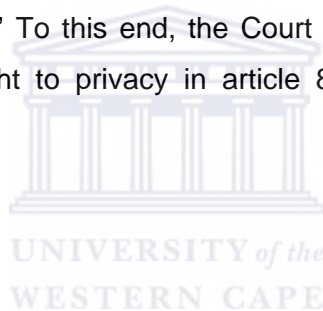 ” To this end, the Court
ht to privacy in article 8
UNIVERSITY of the
WESTERN CAPE